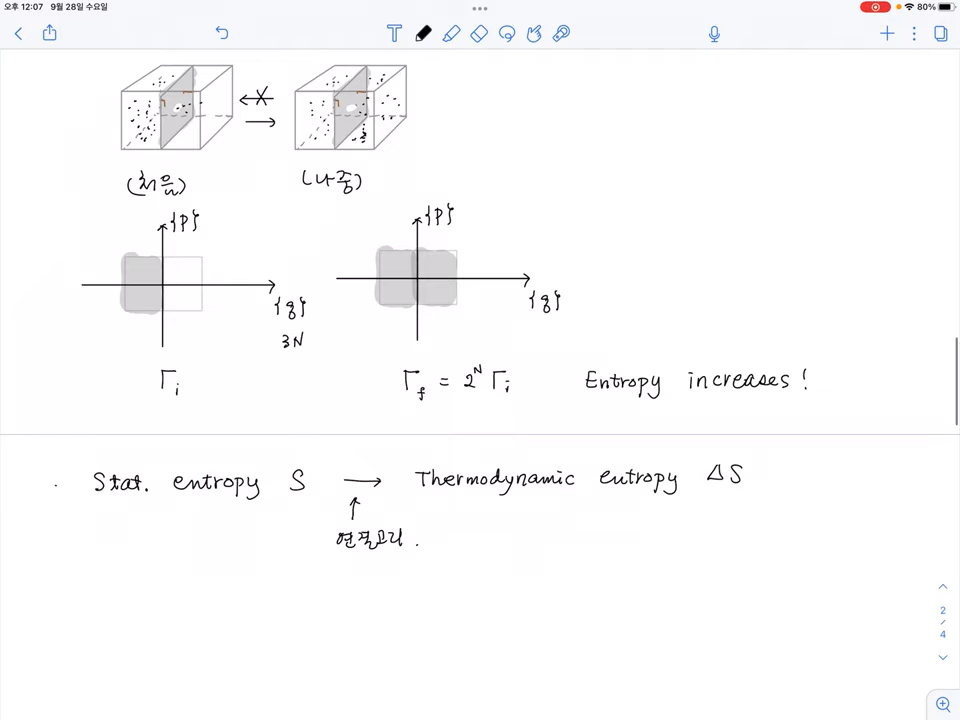 오후 12:07 9월 28일 수요일
80%
(처음)
(나중)
{p}
{p}
{q}
{q}
3N
Γi
Γf = 2^N Γi
Entropy increases!
· Stat. entropy S → Thermodynamic entropy ΔS
↑
연결고리.
2
/
4